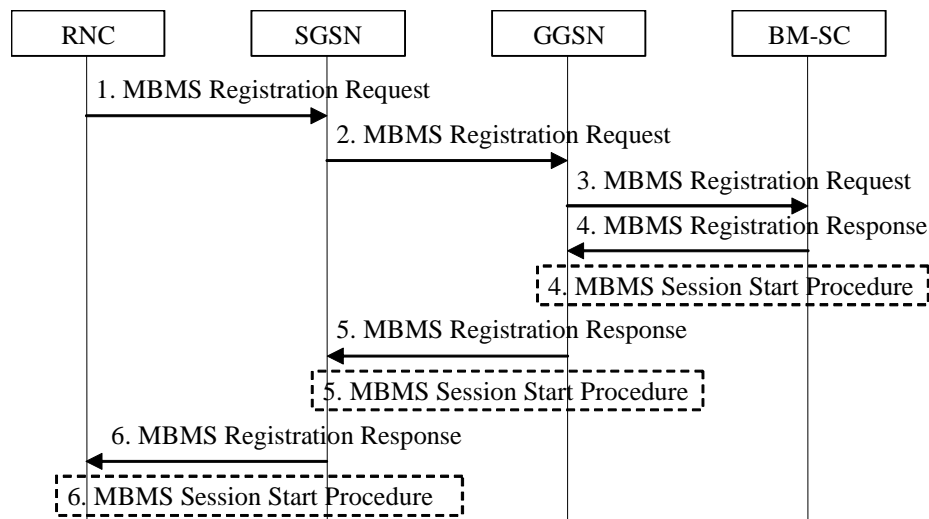 RNC
SGSN
GGSN
BM-SC
1. MBMS Registration Request
2. MBMS Registration Request
3. MBMS Registration Request
4. MBMS Registration Response
4. MBMS Session Start Procedure
5. MBMS Registration Response
5. MBMS Session Start Procedure
6. MBMS Registration Response
6. MBMS Session Start Procedure